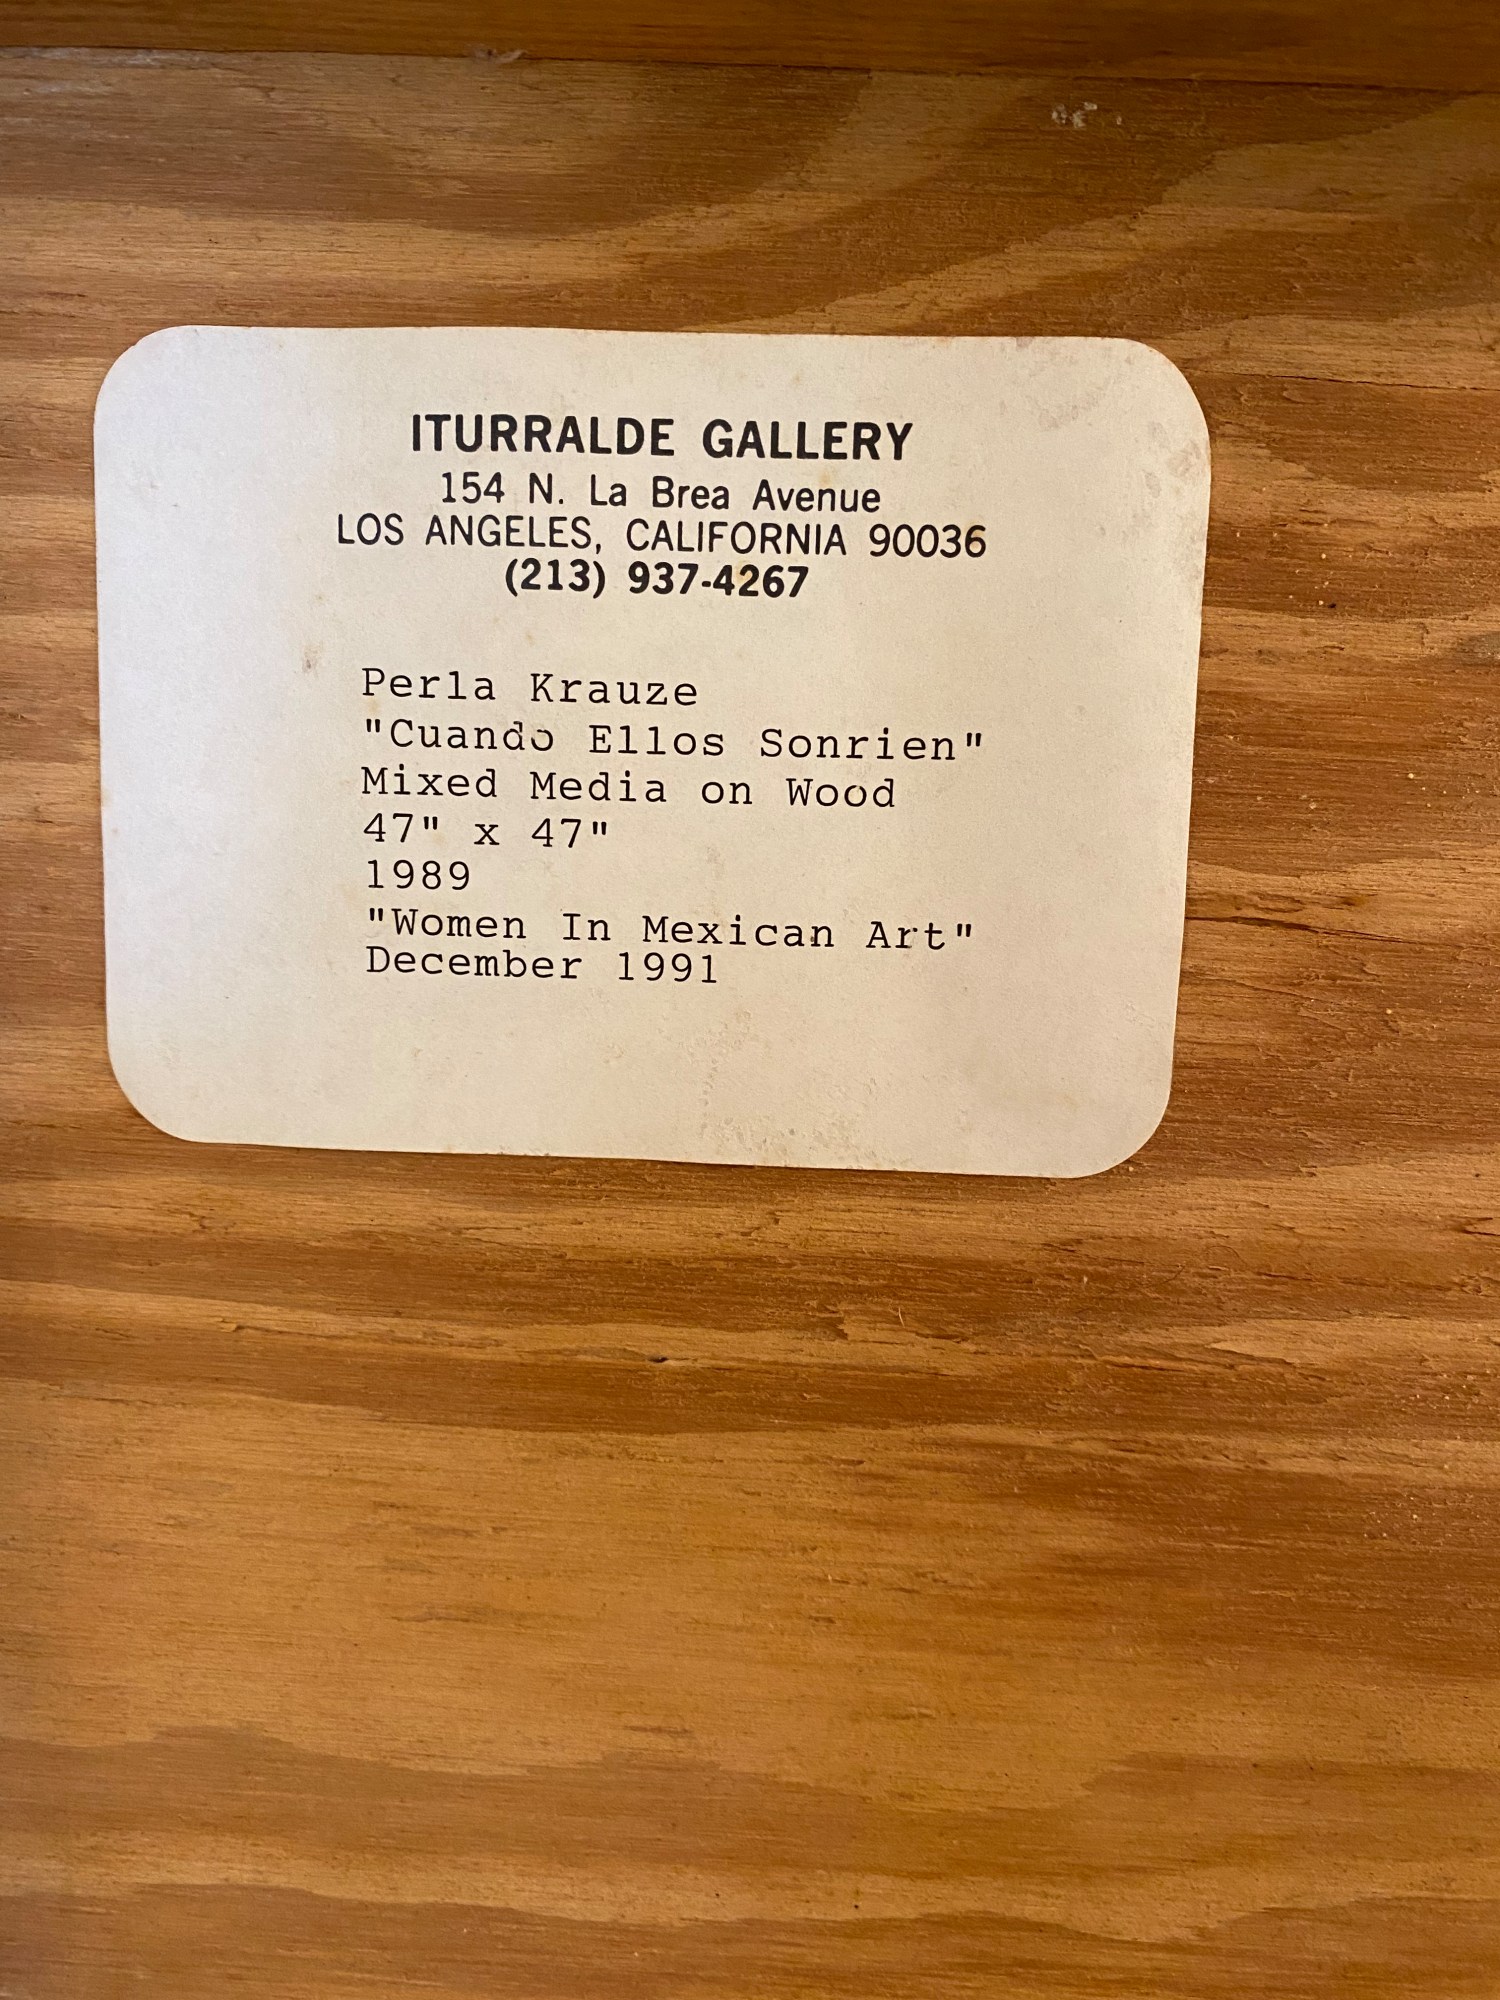 ITURRALDE GALLERY
154 N. La Brea Avenue
LOS ANGELES, CALIFORNIA 90036
(213) 937-4267
Perla Krauze
"Cuando Ellos Sonrien"
Mixed Media on Wood
47" x 47"
1989
"Women In Mexican Art"
December 1991